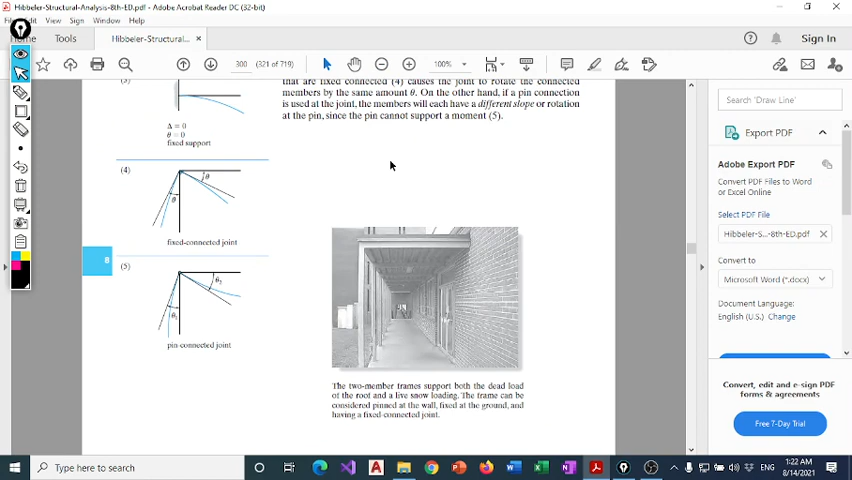 Hibbeler-Structural-Analysis-8th-ED.pdf - Adobe Acrobat Reader DC (32-bit)
View Sign Window Help
Tools
Hibbeler-Structural... ×
? Sign In
300 (321 of 719)
100%
that are fixed connected (4) causes the joint to rotate the connected
members by the same amount θ. On the other hand, if a pin connection
is used at the joint, the members will each have a different slope or rotation
at the pin, since the pin cannot support a moment (5).
Δ = 0
θ = 0
fixed support
(4)
θ
θ
fixed-connected joint
8
(5)
θ₂
θ₁
pin-connected joint
The two-member frames support both the dead load
of the roof and a live snow loading. The frame can be
considered pinned at the wall, fixed at the ground, and
having a fixed-connected joint.
Search 'Draw Line'
Export PDF
Adobe Export PDF
Convert PDF Files to Word
or Excel Online
Select PDF File
Hibbeler-S...-8th-ED.pdf
Convert to
Microsoft Word (*.docx)
Document Language:
English (U.S.) Change
Convert, edit and e-sign PDF
forms & agreements
Free 7-Day Trial
Type here to search
ENG
1:22 AM
8/14/2021